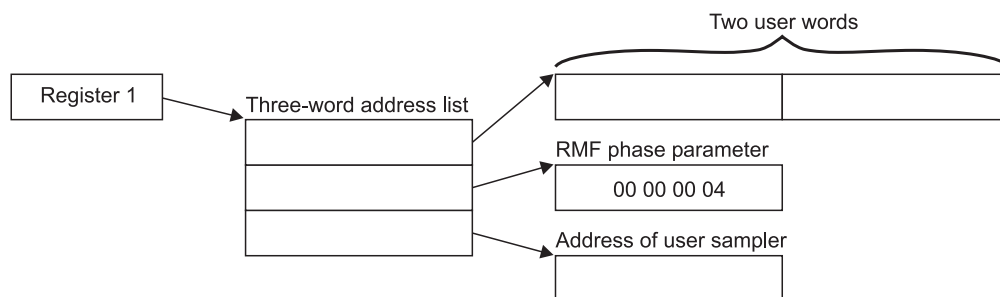 Two user words
Register 1
Three-word address list
RMF phase parameter
00 00 00 04
Address of user sampler